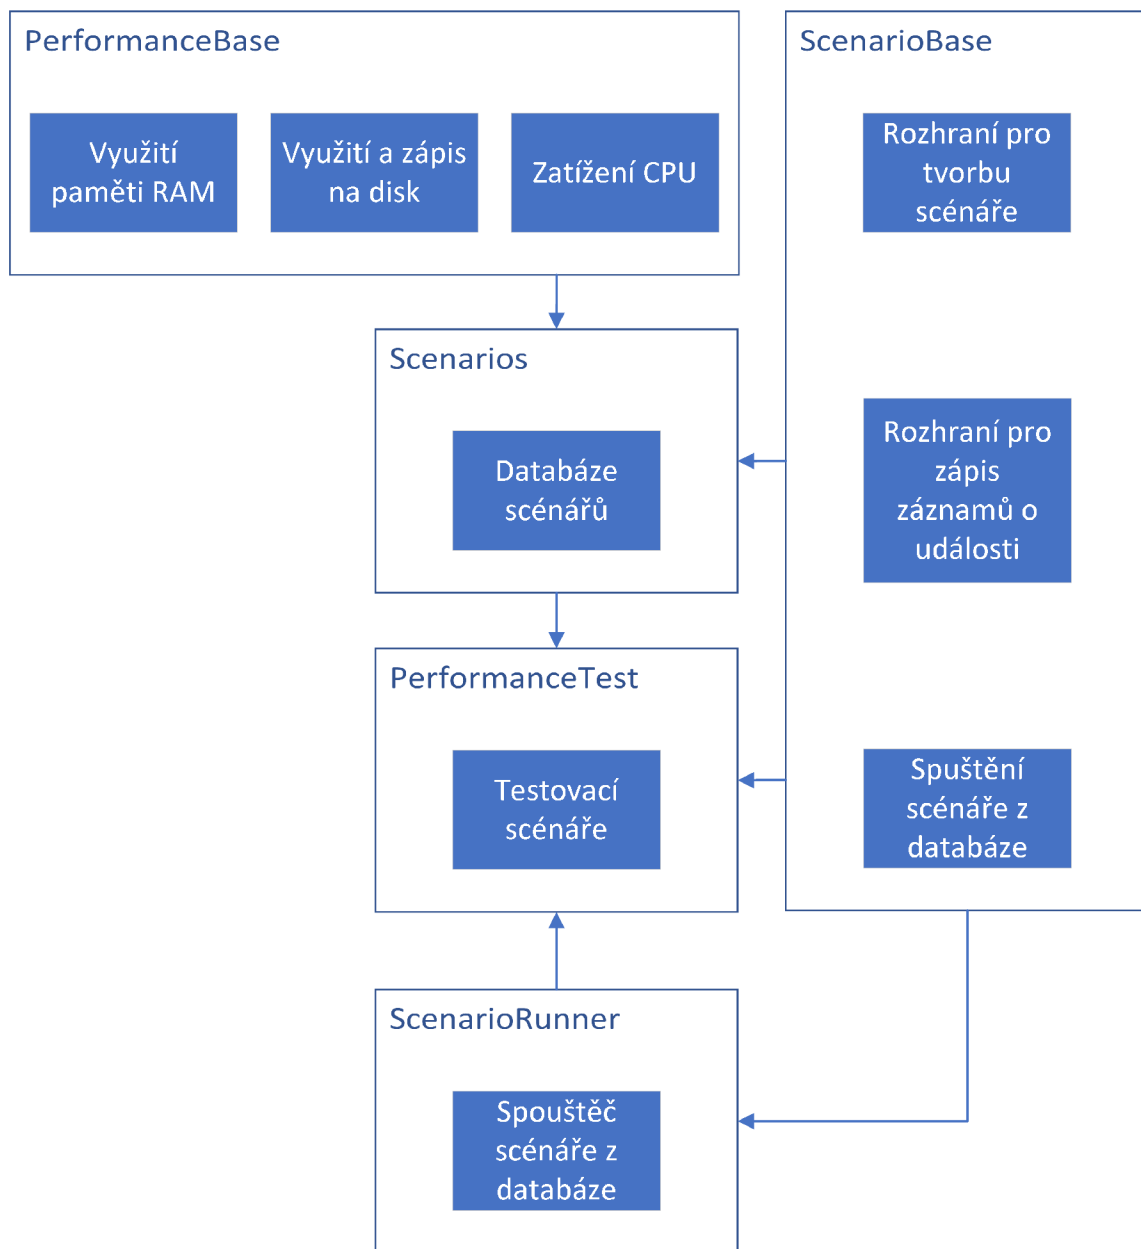 PerformanceBase
Využití
paměti RAM
Využití a zápis
na disk
Zatížení CPU
ScenarioBase
Rozhraní pro
tvorbu
scénáře
Rozhraní pro
zápis
záznamů o
události
Spuštění
scénáře z
databáze
Scenarios
Databáze
scénářů
PerformanceTest
Testovací
scénáře
ScenarioRunner
Spouštěč
scénáře z
databáze